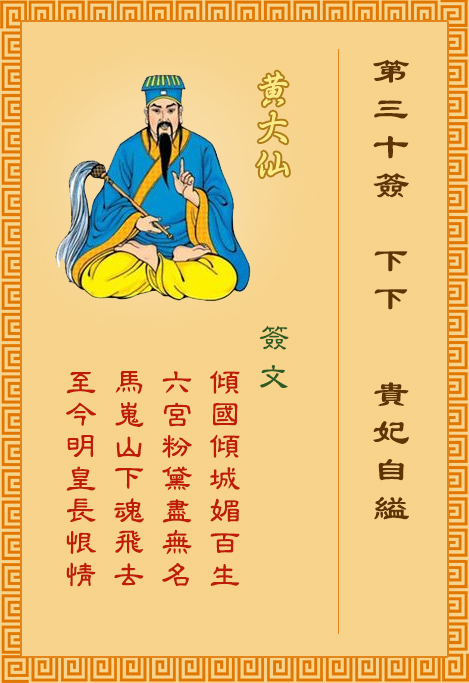 第三十簽 下下 貴妃自縊
黃大仙
簽文
傾國傾城媚百生
六宮粉黛盡無名
馬嵬山下魂飛去
至今明皇長恨情